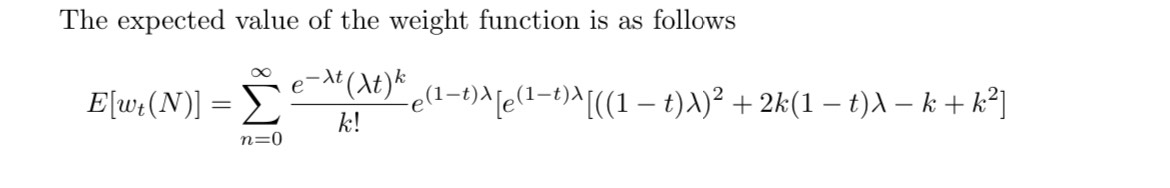 The expected value of the weight function is as follows
E[w_t(N)] = \sum_{n=0}^{\infty} \frac{e^{-\lambda t}(\lambda t)^k}{k!} e^{(1-t)\lambda}[e^{(1-t)\lambda}[((1-t)\lambda)^2 + 2k(1-t)\lambda - k + k^2]